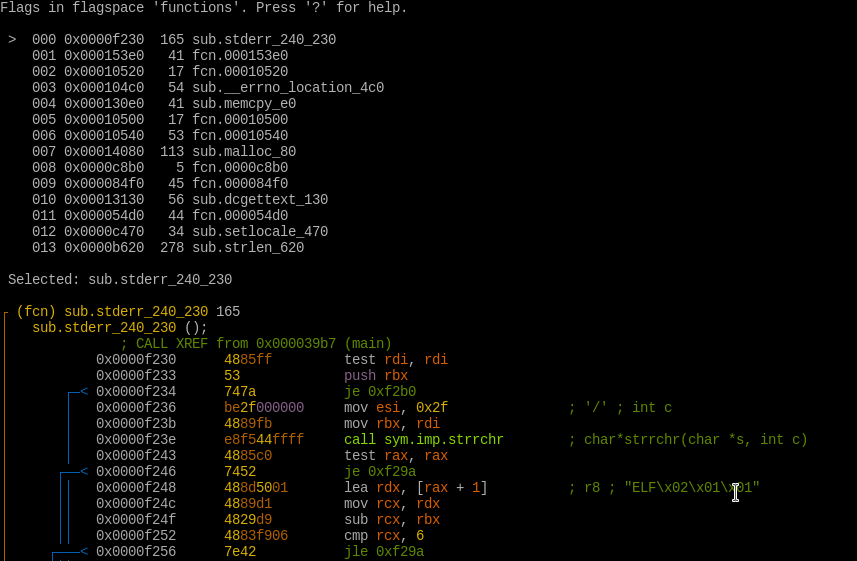 Flags in flagspace 'functions'. Press '?' for help.
>  000 0x0000f230  165 sub.stderr_240_230
001 0x000153e0   41 fcn.000153e0
002 0x00010520   17 fcn.00010520
003 0x000104c0   54 sub.__errno_location_4c0
004 0x000130e0   41 sub.memcpy_e0
005 0x00010500   17 fcn.00010500
006 0x00010540   53 fcn.00010540
007 0x00014080  113 sub.malloc_80
008 0x0000c8b0    5 fcn.0000c8b0
009 0x000084f0   45 fcn.000084f0
010 0x00013130   56 sub.dcgettext_130
011 0x000054d0   44 fcn.000054d0
012 0x0000c470   34 sub.setlocale_470
013 0x0000b620  278 sub.strlen_620
Selected: sub.stderr_240_230
(fcn) sub.stderr_240_230 165
sub.stderr_240_230 ();
; CALL XREF from 0x000039b7 (main)
0x0000f230      4885ff         test rdi, rdi
0x0000f233      53             push rbx
< 0x0000f234      747a           je 0xf2b0
0x0000f236      be2f000000     mov esi, 0x2f               ; '/' ; int c
0x0000f23b      4889fb         mov rbx, rdi
0x0000f23e      e8f544ffff     call sym.imp.strrchr        ; char*strrchr(char *s, int c)
0x0000f243      4885c0         test rax, rax
< 0x0000f246      7452           je 0xf29a
0x0000f248      488d5001       lea rdx, [rax + 1]          ; r8 ; "ELF\x02\x01\x01"
0x0000f24c      4889d1         mov rcx, rdx
0x0000f24f      4829d9         sub rcx, rbx
0x0000f252      4883f906       cmp rcx, 6
< 0x0000f256      7e42           jle 0xf29a